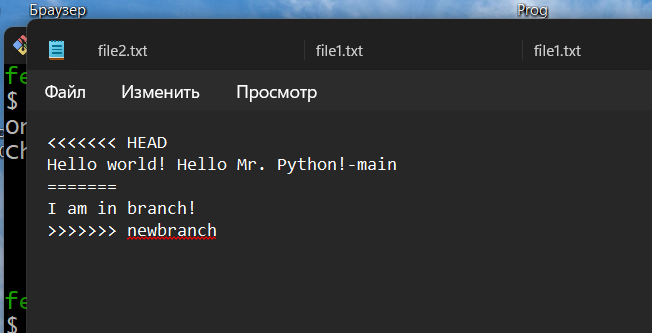 Браузер
Prog
file2.txt
file1.txt
file1.txt
Файл
Изменить
Просмотр
<<<<<<< HEAD
Hello world! Hello Mr. Python!-main
=======
I am in branch!
>>>>>>> newbranch
fe
$
or
ch
fe
$